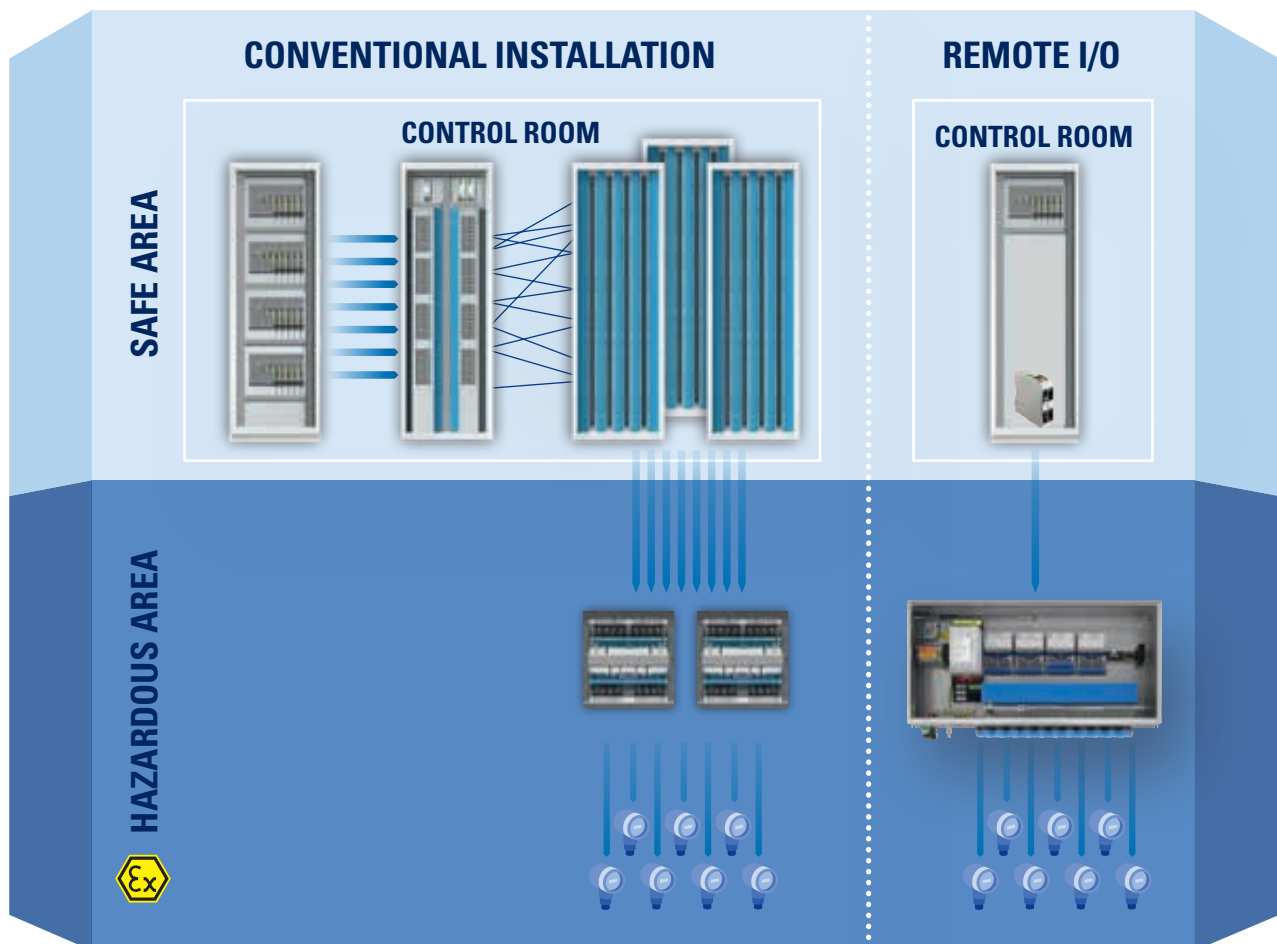 CONVENTIONAL INSTALLATION
REMOTE I/O
CONTROL ROOM
CONTROL ROOM
SAFE AREA
HAZARDOUS AREA
Ex